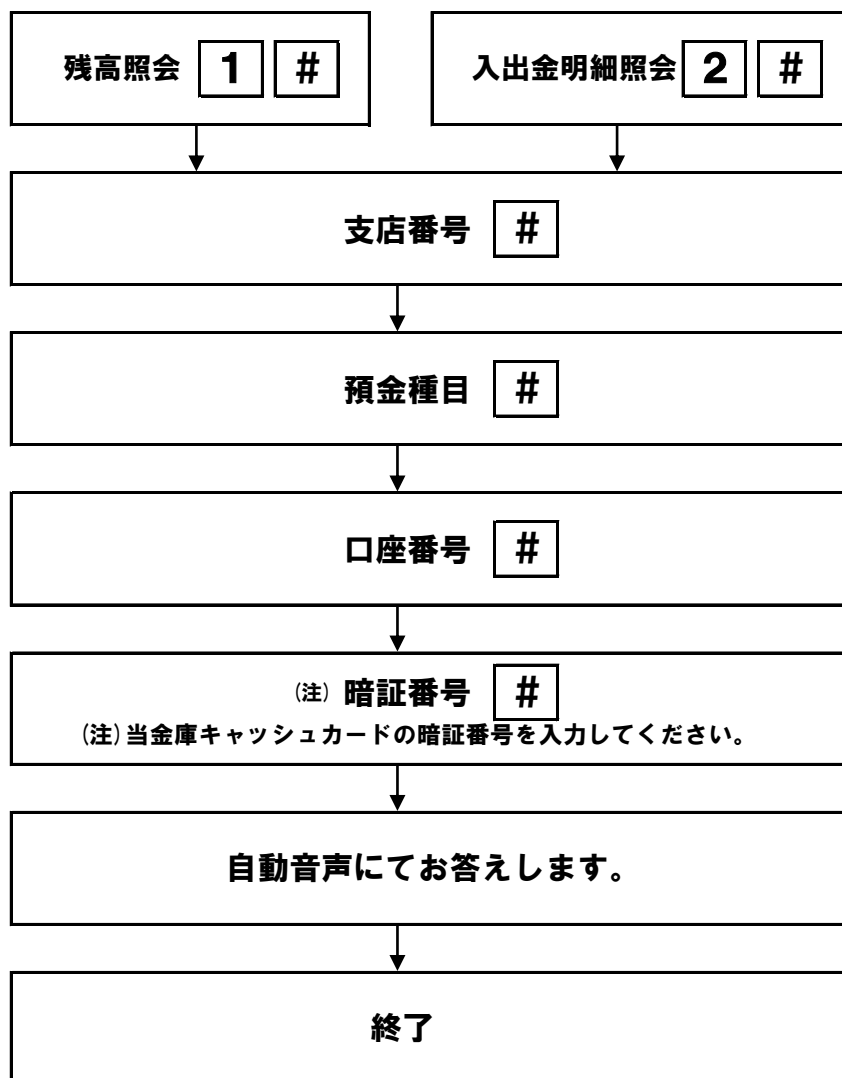 残高照会 1 #
入出金明細照会 2 #
支店番号 #
預金種目 #
口座番号 #
(注) 暗証番号 #
(注)当金庫キャッシュカードの暗証番号を入力してください。
自動音声にてお答えします。
終了